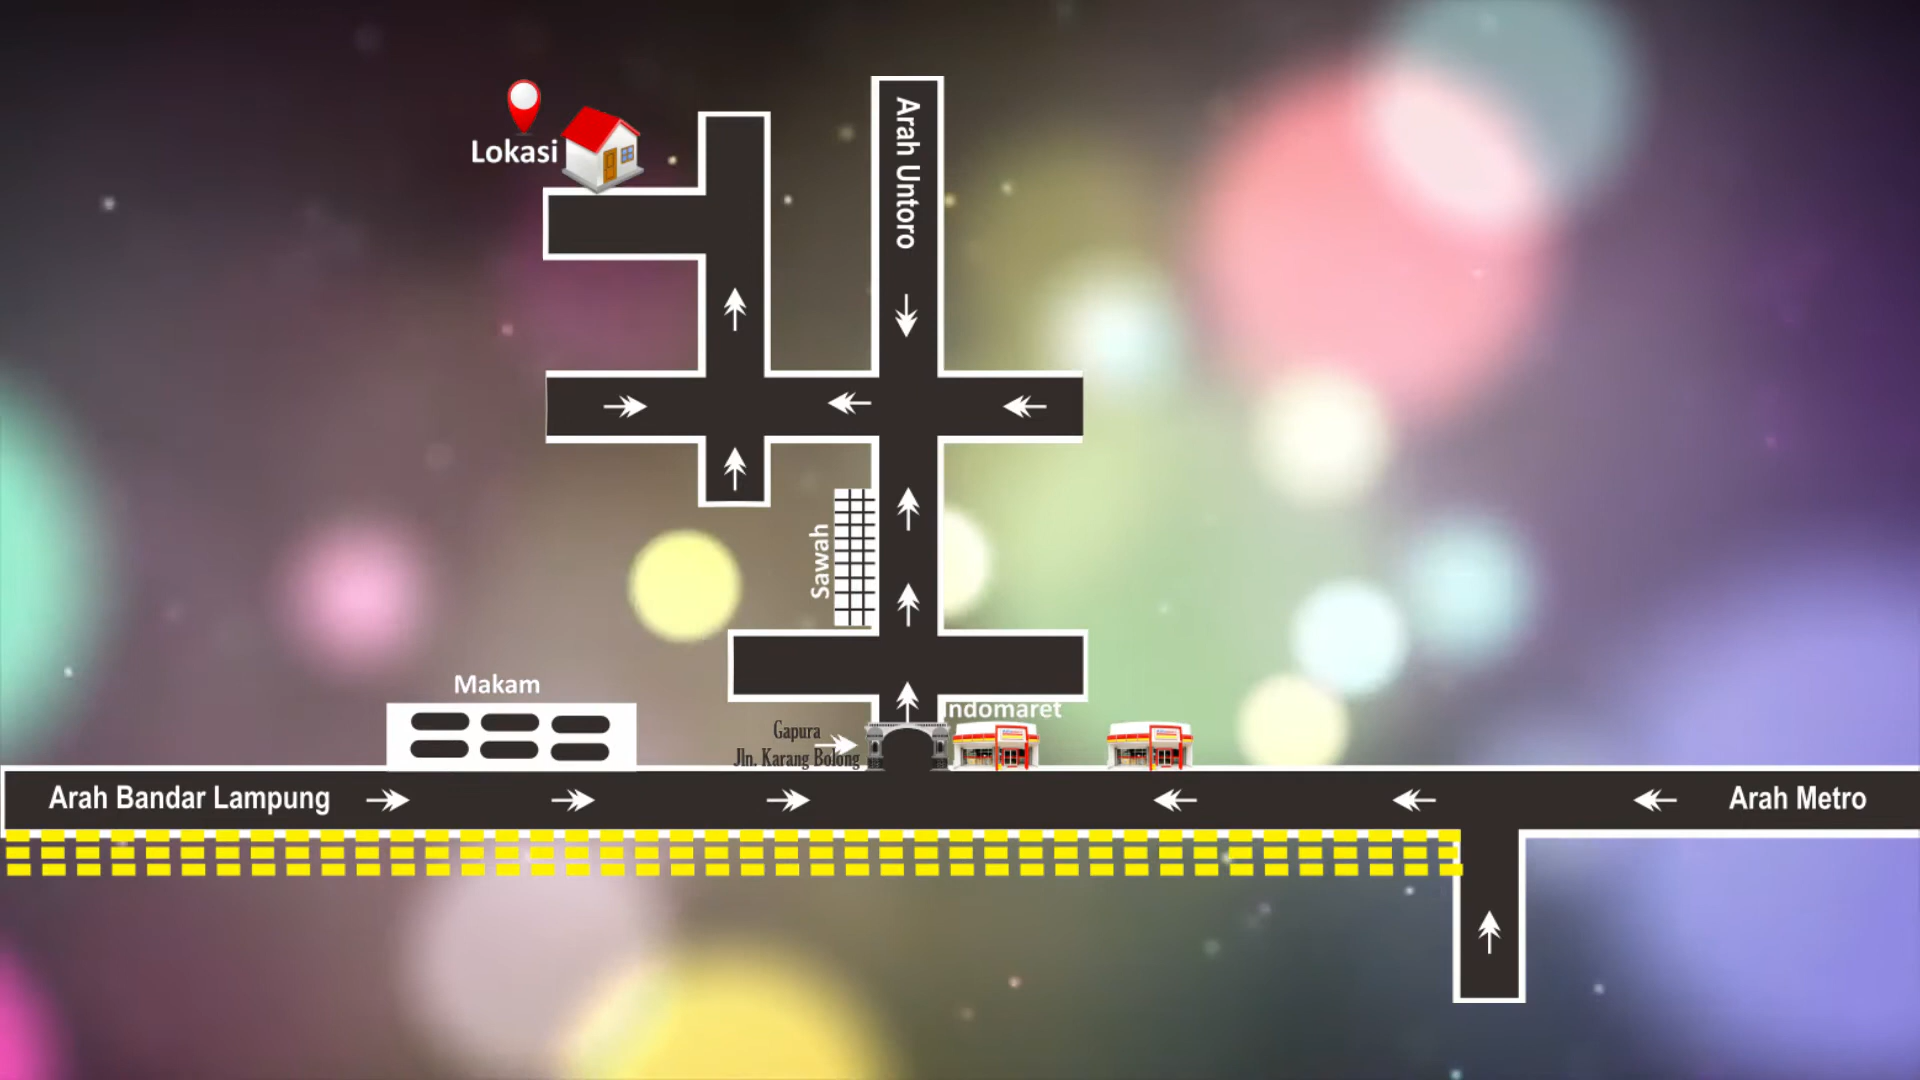 Arah Untoro
Lokasi
Sawah
Makam
ndomaret
Gapura
Jln. Karang Bolong
Arah Bandar Lampung
Arah Metro